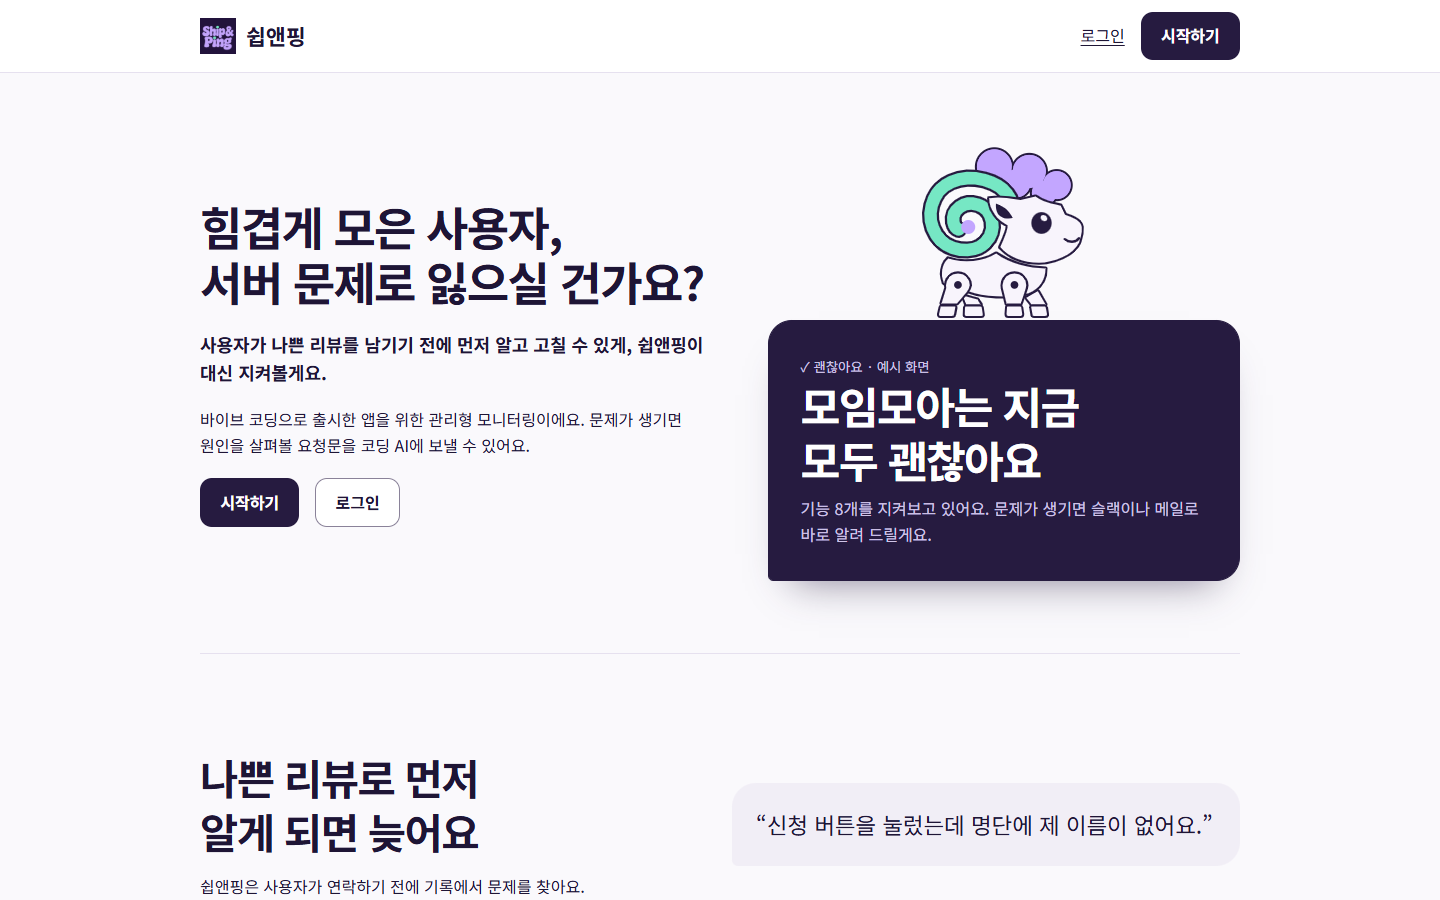 Ship&
Ping
쉽앤핑
로그인
시작하기
힘겹게 모은 사용자,
서버 문제로 잃으실 건가요?
사용자가 나쁜 리뷰를 남기기 전에 먼저 알고 고칠 수 있게, 쉽앤핑이
대신 지켜볼게요.
바이브 코딩으로 출시한 앱을 위한 관리형 모니터링이에요. 문제가 생기면
원인을 살펴볼 요청문을 코딩 AI에 보낼 수 있어요.
시작하기
로그인
✓ 괜찮아요 · 예시 화면
모임모아는 지금
모두 괜찮아요
기능 8개를 지켜보고 있어요. 문제가 생기면 슬랙이나 메일로
바로 알려 드릴게요.
나쁜 리뷰로 먼저
알게 되면 늦어요
쉽앤핑은 사용자가 연락하기 전에 기록에서 문제를 찾아요.
“신청 버튼을 눌렀는데 명단에 제 이름이 없어요.”